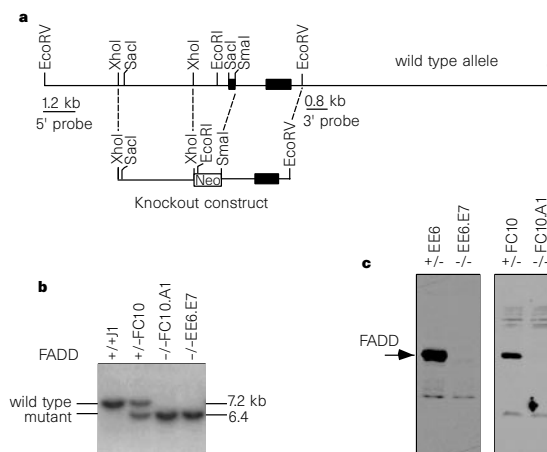 a
EcoRV
XhoI
SacI
XhoI
EcoRI
SacI
SmaI
EcoRV
wild type allele
1.2 kb
5' probe
0.8 kb
3' probe
XhoI
SacI
XhoI
EcoRI
SmaI
EcoRV
Neo
Knockout construct
b
FADD
+/+J1
+/-FC10
-/-FC10.A1
-/-EE6.E7
wild type
mutant
7.2 kb
6.4
c
EE6
+/-
EE6.E7
-/-
FC10
+/-
FC10.A1
-/-
FADD